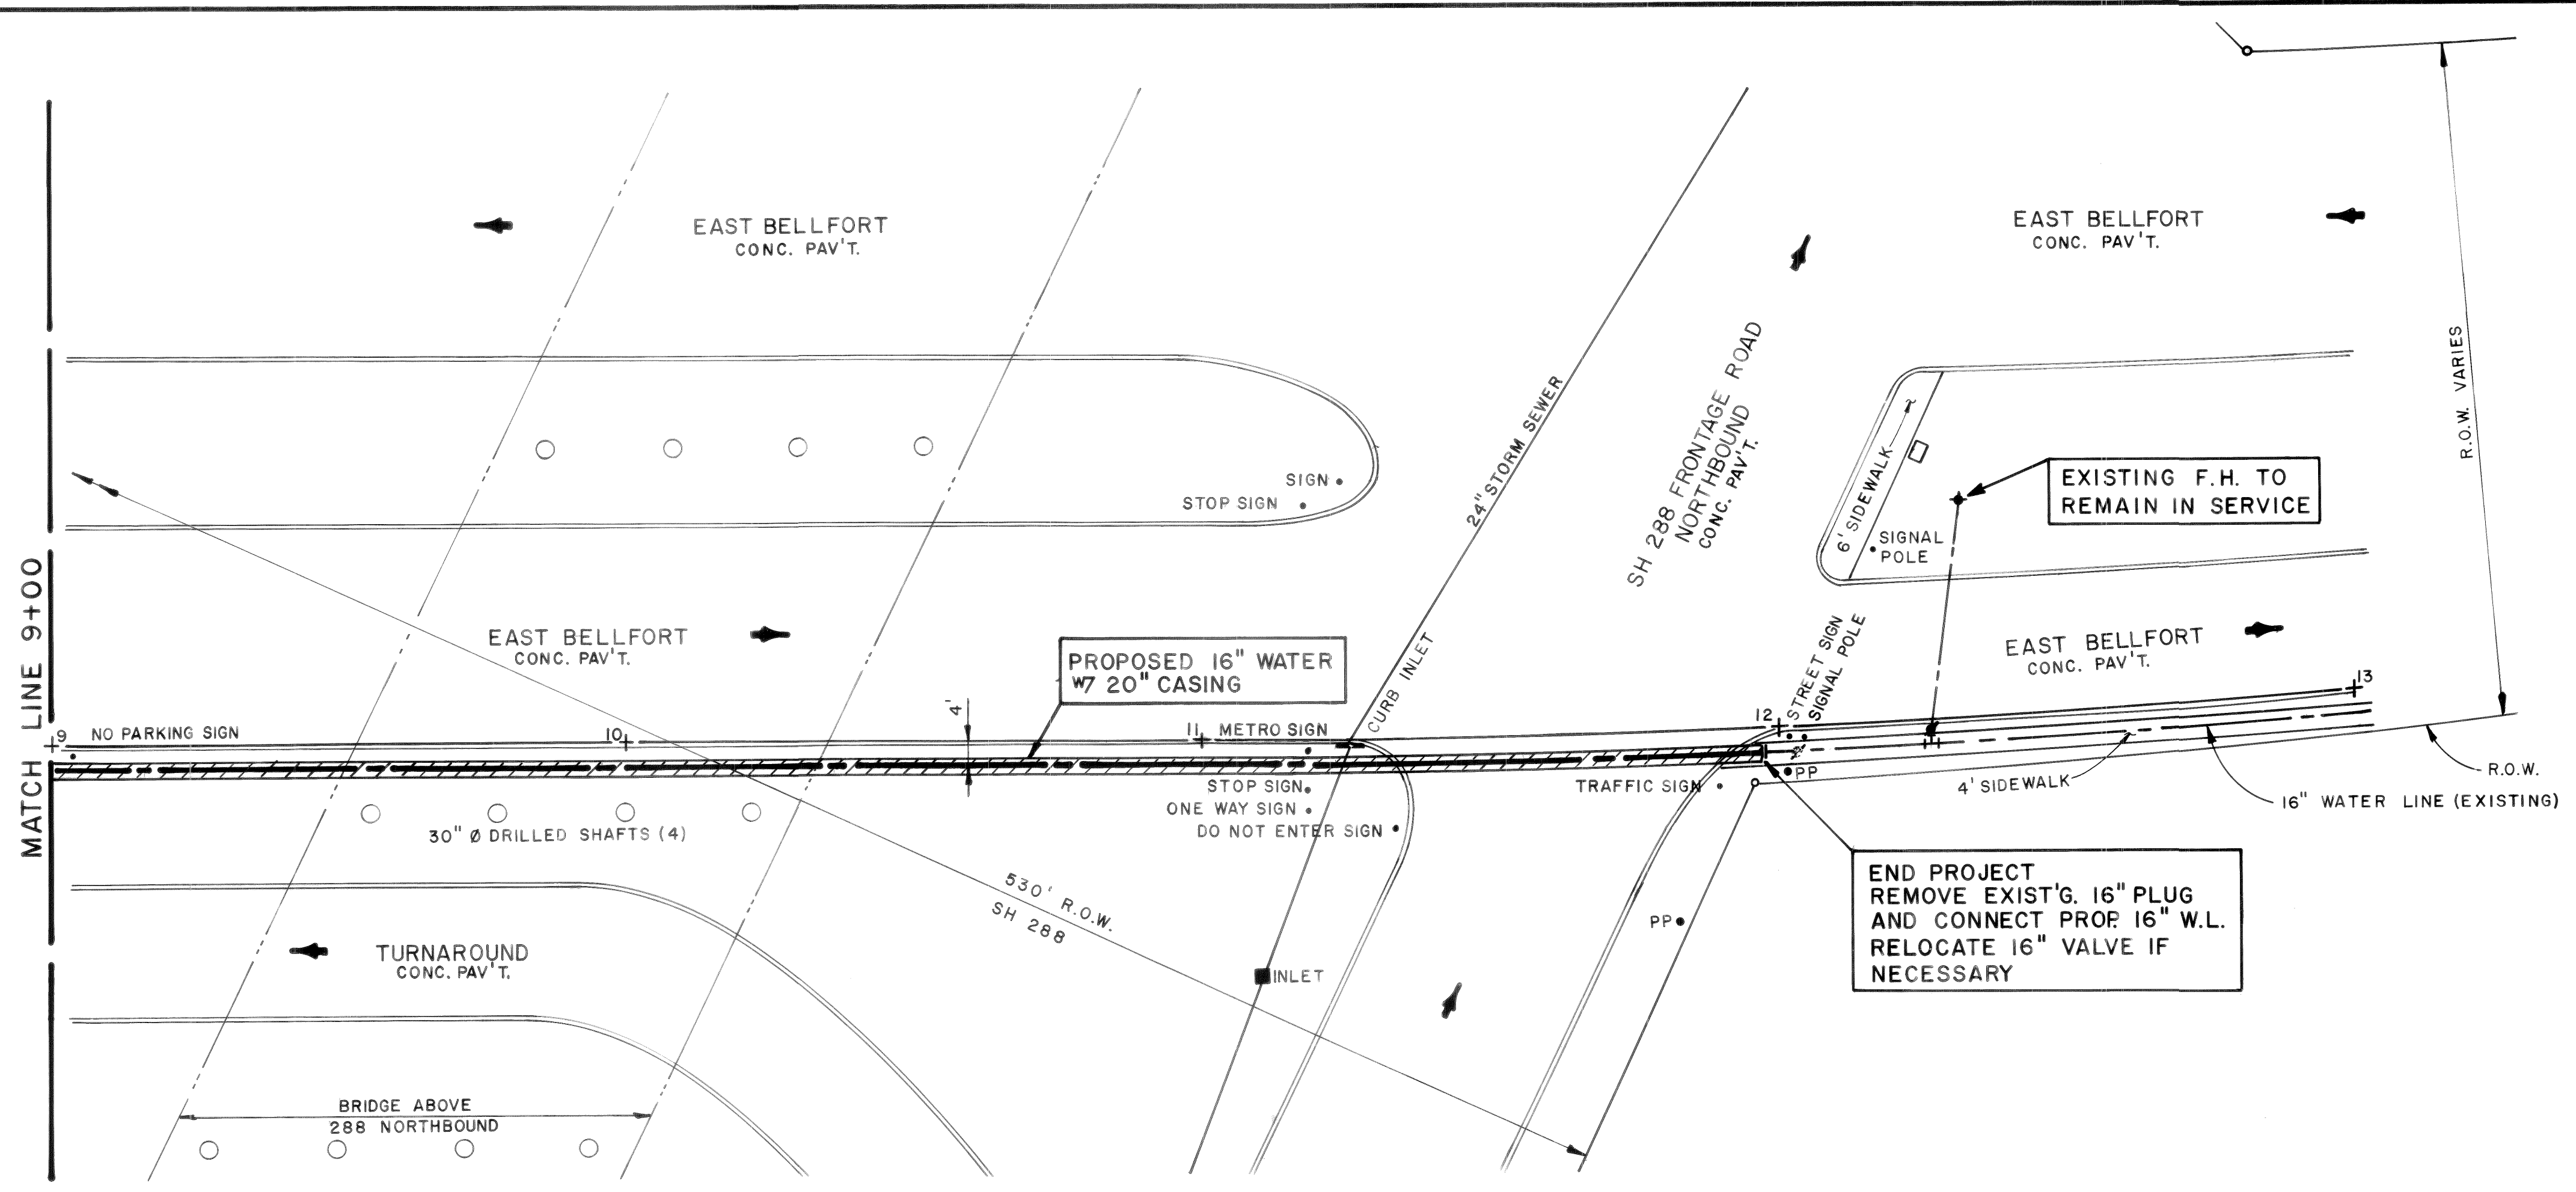 EAST BELLFORT
CONC. PAV'T.
EAST BELLFORT
CONC. PAV'T.
R.O.W. VARIES
SH 288 FRONTAGE ROAD
NORTHBOUND
CONC. PAV'T.
24" STORM SEWER
6' SIDEWALK
EXISTING F.H. TO
REMAIN IN SERVICE
SIGN
STOP SIGN
SIGNAL
POLE
MATCH LINE 9+00
EAST BELLFORT
CONC. PAV'T.
PROPOSED 16" WATER
W/ 20" CASING
CURB INLET
STREET SIGN
SIGNAL POLE
EAST BELLFORT
CONC. PAV'T.
9
NO PARKING SIGN
10
4'
11
METRO SIGN
12
13
STOP SIGN
ONE WAY SIGN
DO NOT ENTER SIGN
TRAFFIC SIGN
PP
4' SIDEWALK
R.O.W.
16" WATER LINE (EXISTING)
30" Ø DRILLED SHAFTS (4)
530' R.O.W.
SH 288
PP
END PROJECT
REMOVE EXIST'G. 16" PLUG
AND CONNECT PROP. 16" W.L.
RELOCATE 16" VALVE IF
NECESSARY
TURNAROUND
CONC. PAV'T.
INLET
BRIDGE ABOVE
288 NORTHBOUND